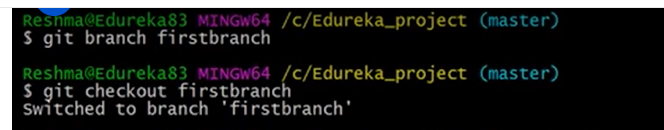 Reshma@Edureka83 MINGW64 /c/Edureka_project (master)
$ git branch firstbranch
Reshma@Edureka83 MINGW64 /c/Edureka_project (master)
$ git checkout firstbranch
Switched to branch 'firstbranch'